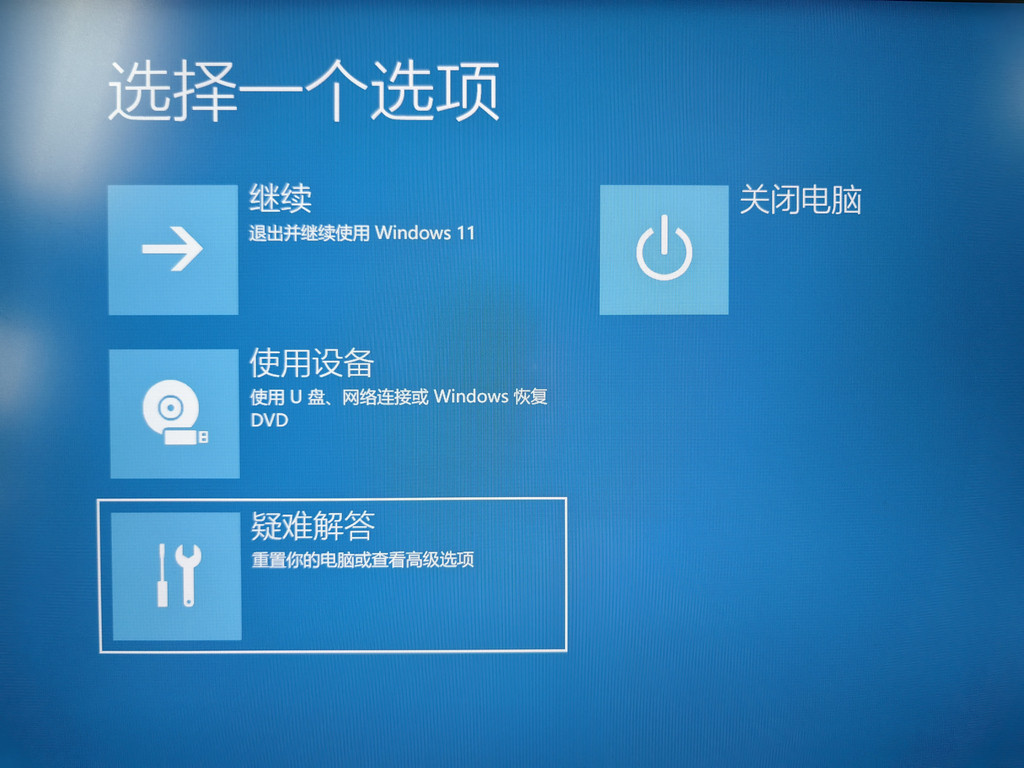 选择一个选项
继续
退出并继续使用 Windows 11
关闭电脑
使用设备
使用 U 盘、网络连接或 Windows 恢复
DVD
疑难解答
重置你的电脑或查看高级选项